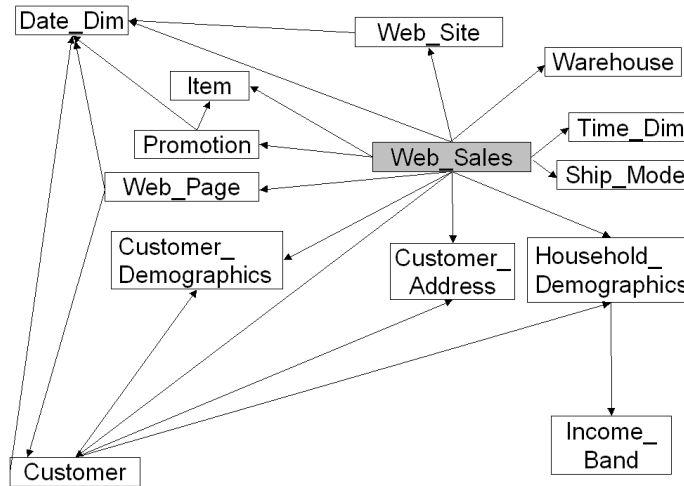 Date_Dim
Web_Site
Warehouse
Item
Time_Dim
Promotion
Web_Sales
Ship_Mode
Web_Page
Customer_
Demographics
Customer_
Address
Household_
Demographics
Income_
Band
Customer